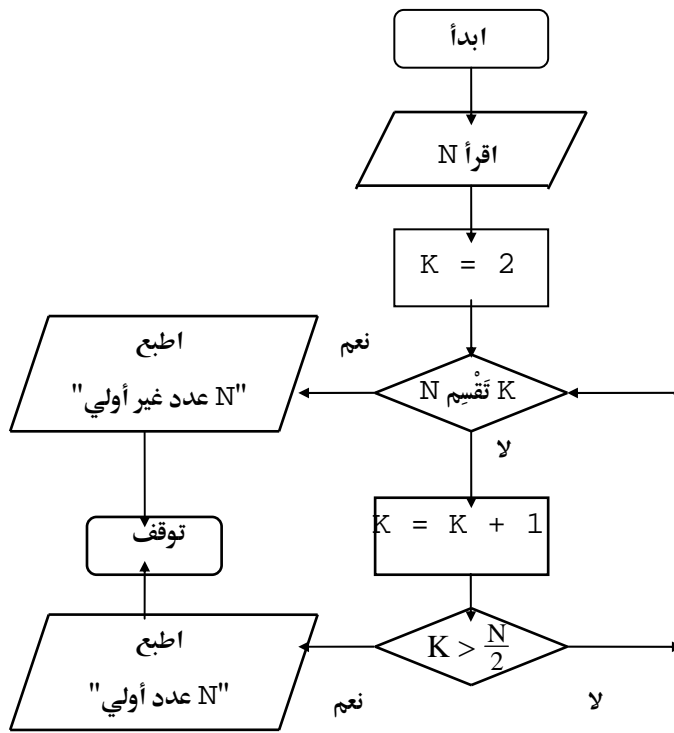 ابدأ
اقرأ N
K = 2
K تَقْسِم N
نعم
اطبع
"N عدد غير أولي"
لا
K = K + 1
توقف
K > N/2
نعم
لا
اطبع
"N عدد أولي"